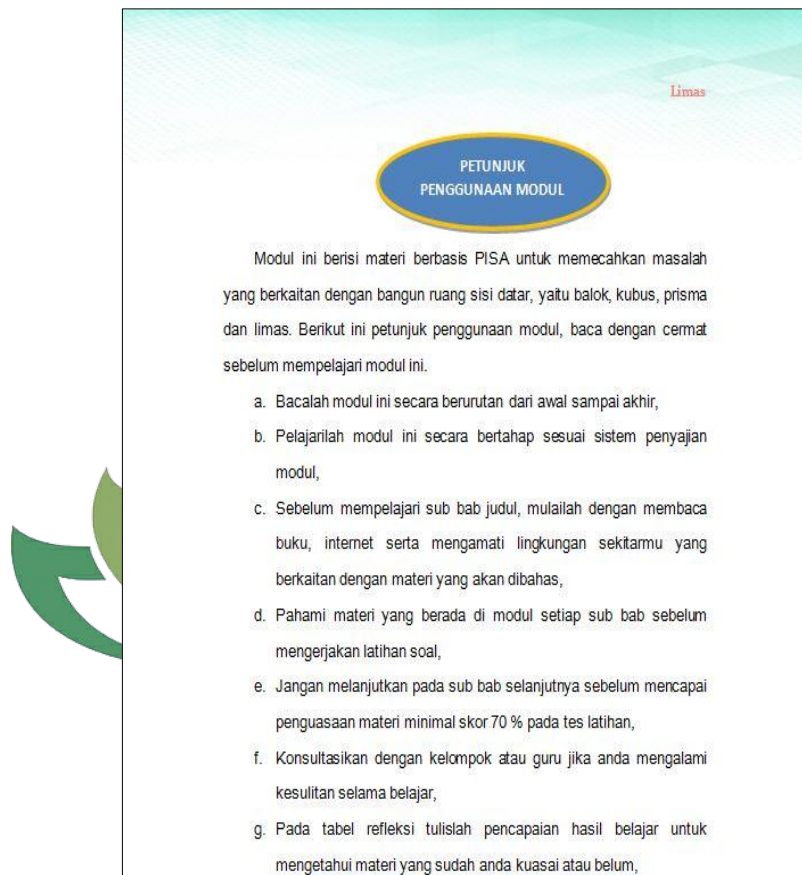 Limas
PETUNJUK
PENGGUNAAN MODUL
Modul ini berisi materi berbasis PISA untuk memecahkan masalah
yang berkaitan dengan bangun ruang sisi datar, yaitu balok, kubus, prisma
dan limas. Berikut ini petunjuk penggunaan modul, baca dengan cermat
sebelum mempelajari modul ini.
a. Bacalah modul ini secara berurutan dari awal sampai akhir,
b. Pelajarilah modul ini secara bertahap sesuai sistem penyajian
modul,
c. Sebelum mempelajari sub bab judul, mulailah dengan membaca
buku, internet serta mengamati lingkungan sekitarmu yang
berkaitan dengan materi yang akan dibahas,
d. Pahami materi yang berada di modul setiap sub bab sebelum
mengerjakan latihan soal,
e. Jangan melanjutkan pada sub bab selanjutnya sebelum mencapai
penguasaan materi minimal skor 70 % pada tes latihan,
f. Konsultasikan dengan kelompok atau guru jika anda mengalami
kesulitan selama belajar,
g. Pada tabel refleksi tulislah pencapaian hasil belajar untuk
mengetahui materi yang sudah anda kuasai atau belum,